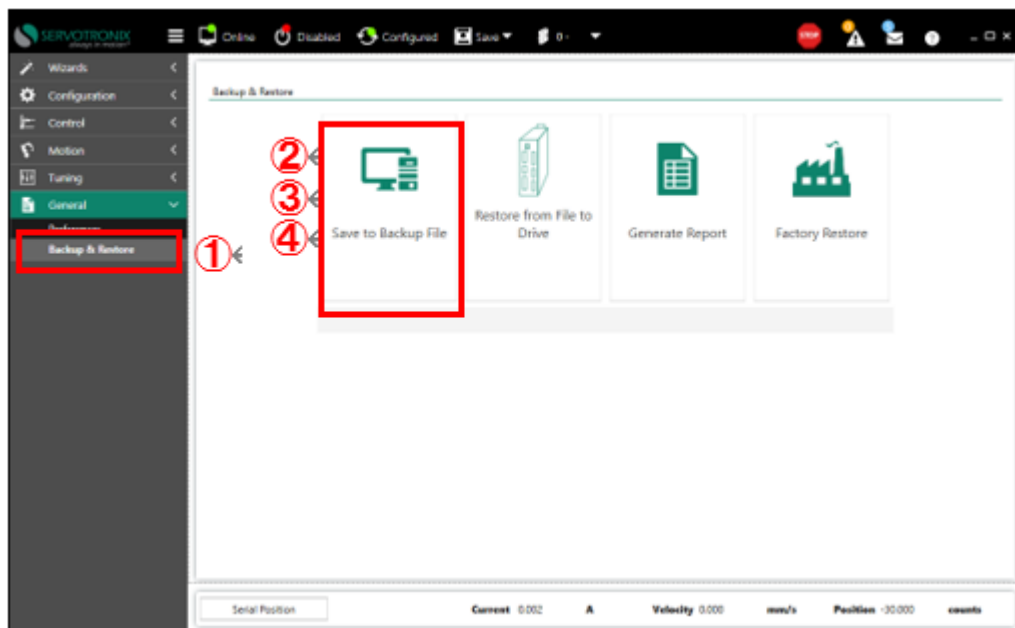 SERVOTRONIX
always in motion
Online
Disabled
Configured
Save
0
STOP
Wizards
Configuration
Control
Motion
Tuning
General
Preferences
Backup & Restore
Backup & Restore
①
②
③
④
Save to Backup File
Restore from File to
Drive
Generate Report
Factory Restore
Serial Position
Current 0.002 A
Velocity 0.000 mm/s
Position -30.000 counts